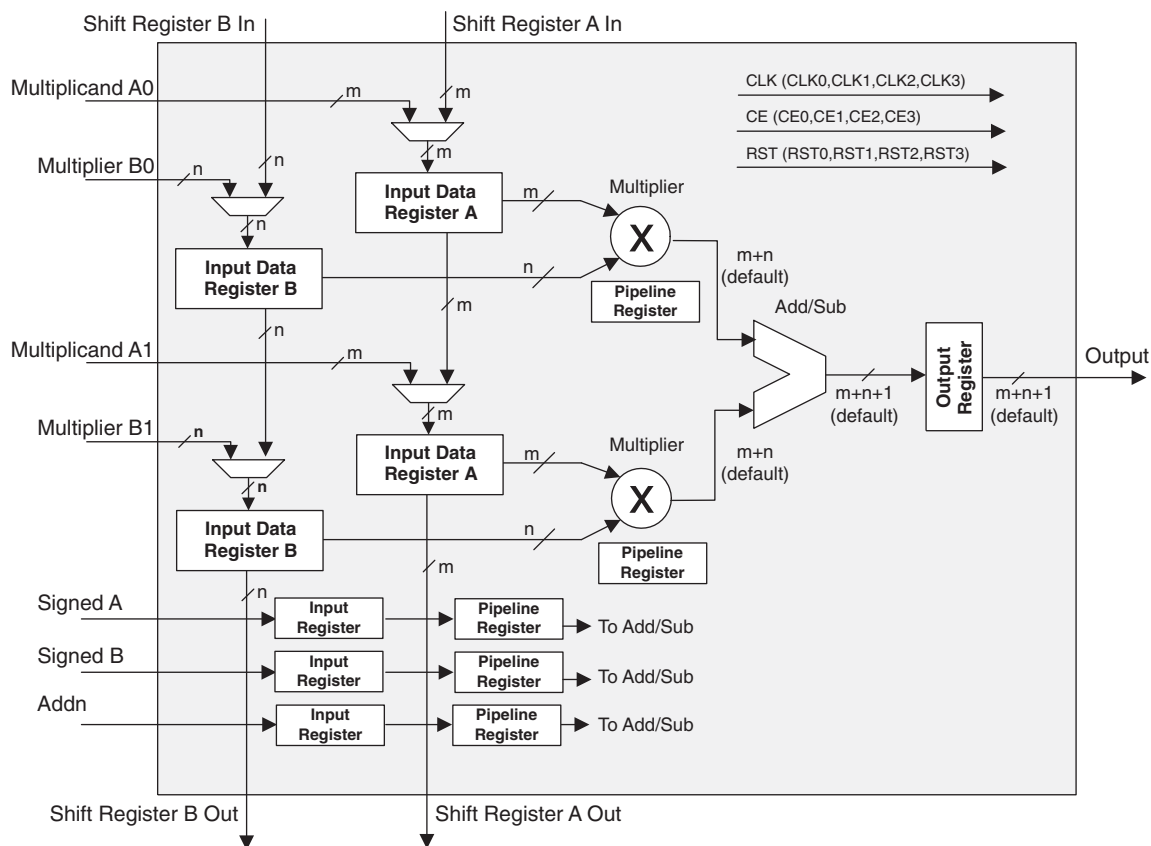 Shift Register B In
Shift Register A In
Multiplicand A0
m
m
CLK (CLK0,CLK1,CLK2,CLK3)
CE (CE0,CE1,CE2,CE3)
RST (RST0,RST1,RST2,RST3)
Multiplier B0
n
n
m
Input Data
Register A
m
Multiplier
X
n
Input Data
Register B
n
m+n
(default)
Pipeline
Register
m
n
Add/Sub
Multiplicand A1
m
Output
Register
Output
m+n+1
(default)
m+n+1
(default)
m
Multiplier B1
n
Input Data
Register A
m
Multiplier
X
m+n
(default)
n
Input Data
Register B
n
Pipeline
Register
m
n
Signed A
Input
Register
Pipeline
Register
To Add/Sub
Signed B
Input
Register
Pipeline
Register
To Add/Sub
Addn
Input
Register
Pipeline
Register
To Add/Sub
Shift Register B Out
Shift Register A Out